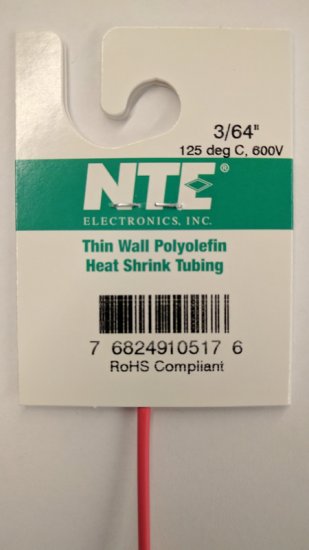 3/64"
125 deg C, 600V
NTE®
ELECTRONICS, INC.
Thin Wall Polyolefin
Heat Shrink Tubing
7 6824910517 6
RoHS Compliant